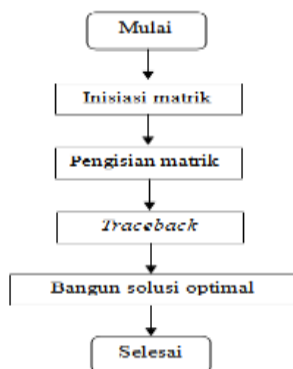 Mulai
Inisiasi matrik
Pengisian matrik
Traceback
Bangun solusi optimal
Selesai